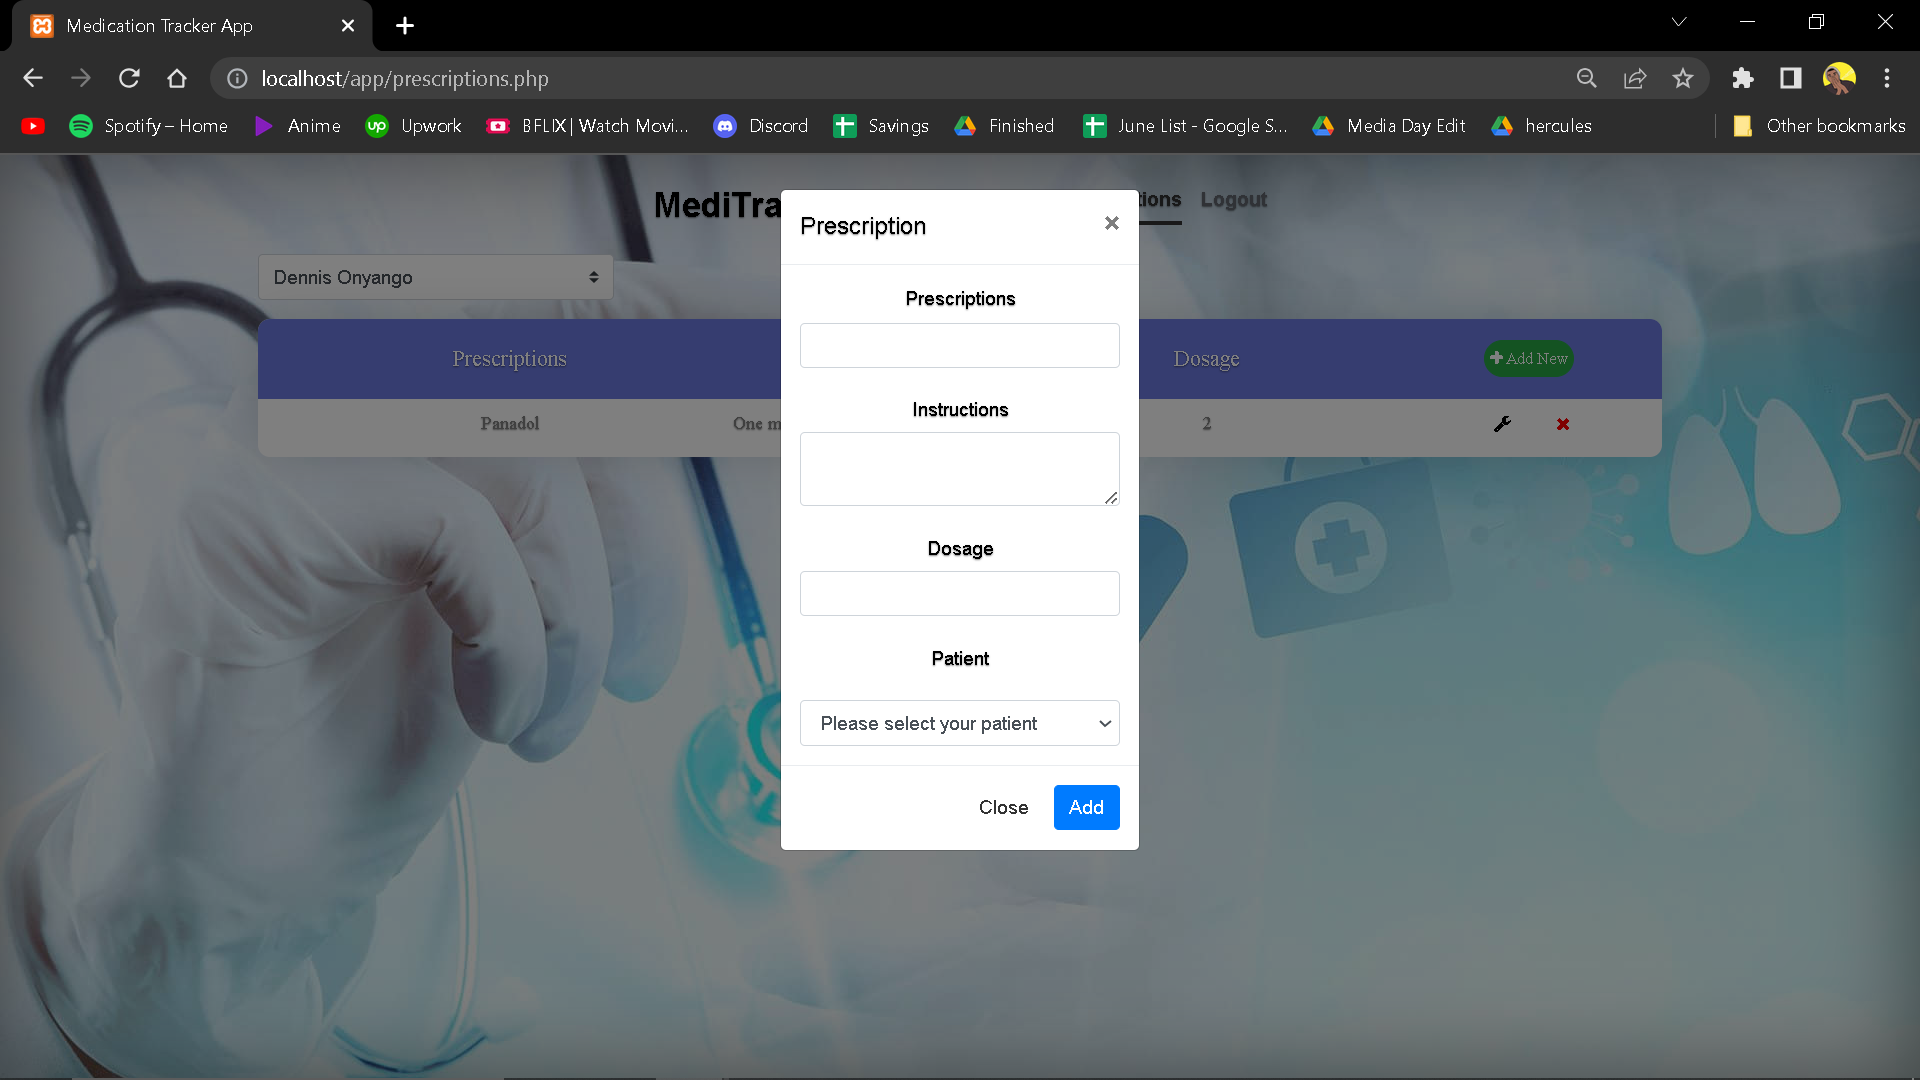 Medication Tracker App
localhost/app/prescriptions.php
Spotify – Home
Anime
Upwork
BFLIX | Watch Movi...
Discord
Savings
Finished
June List - Google S...
Media Day Edit
hercules
Other bookmarks
MediTra
tions
Logout
Dennis Onyango
Prescriptions
Dosage
Add New
Panadol
One m
2
Prescription
×
Prescriptions
Instructions
Dosage
Patient
Please select your patient
Close
Add